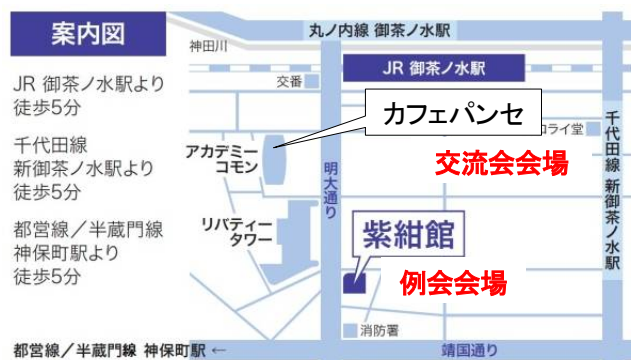 案内図
JR 御茶ノ水駅より
徒歩5分
千代田線
新御茶ノ水駅より
徒歩5分
都営線／半蔵門線
神保町駅より
徒歩5分
丸ノ内線 御茶ノ水駅
神田川
JR 御茶ノ水駅
交番
カフェパンセ
ライ堂
アカデミー
コモン
交流会会場
明大通り
千代田線 新御茶ノ水駅
リバティー
タワー
紫紺館
例会会場
消防署
都営線／半蔵門線 神保町駅 ←
靖国通り